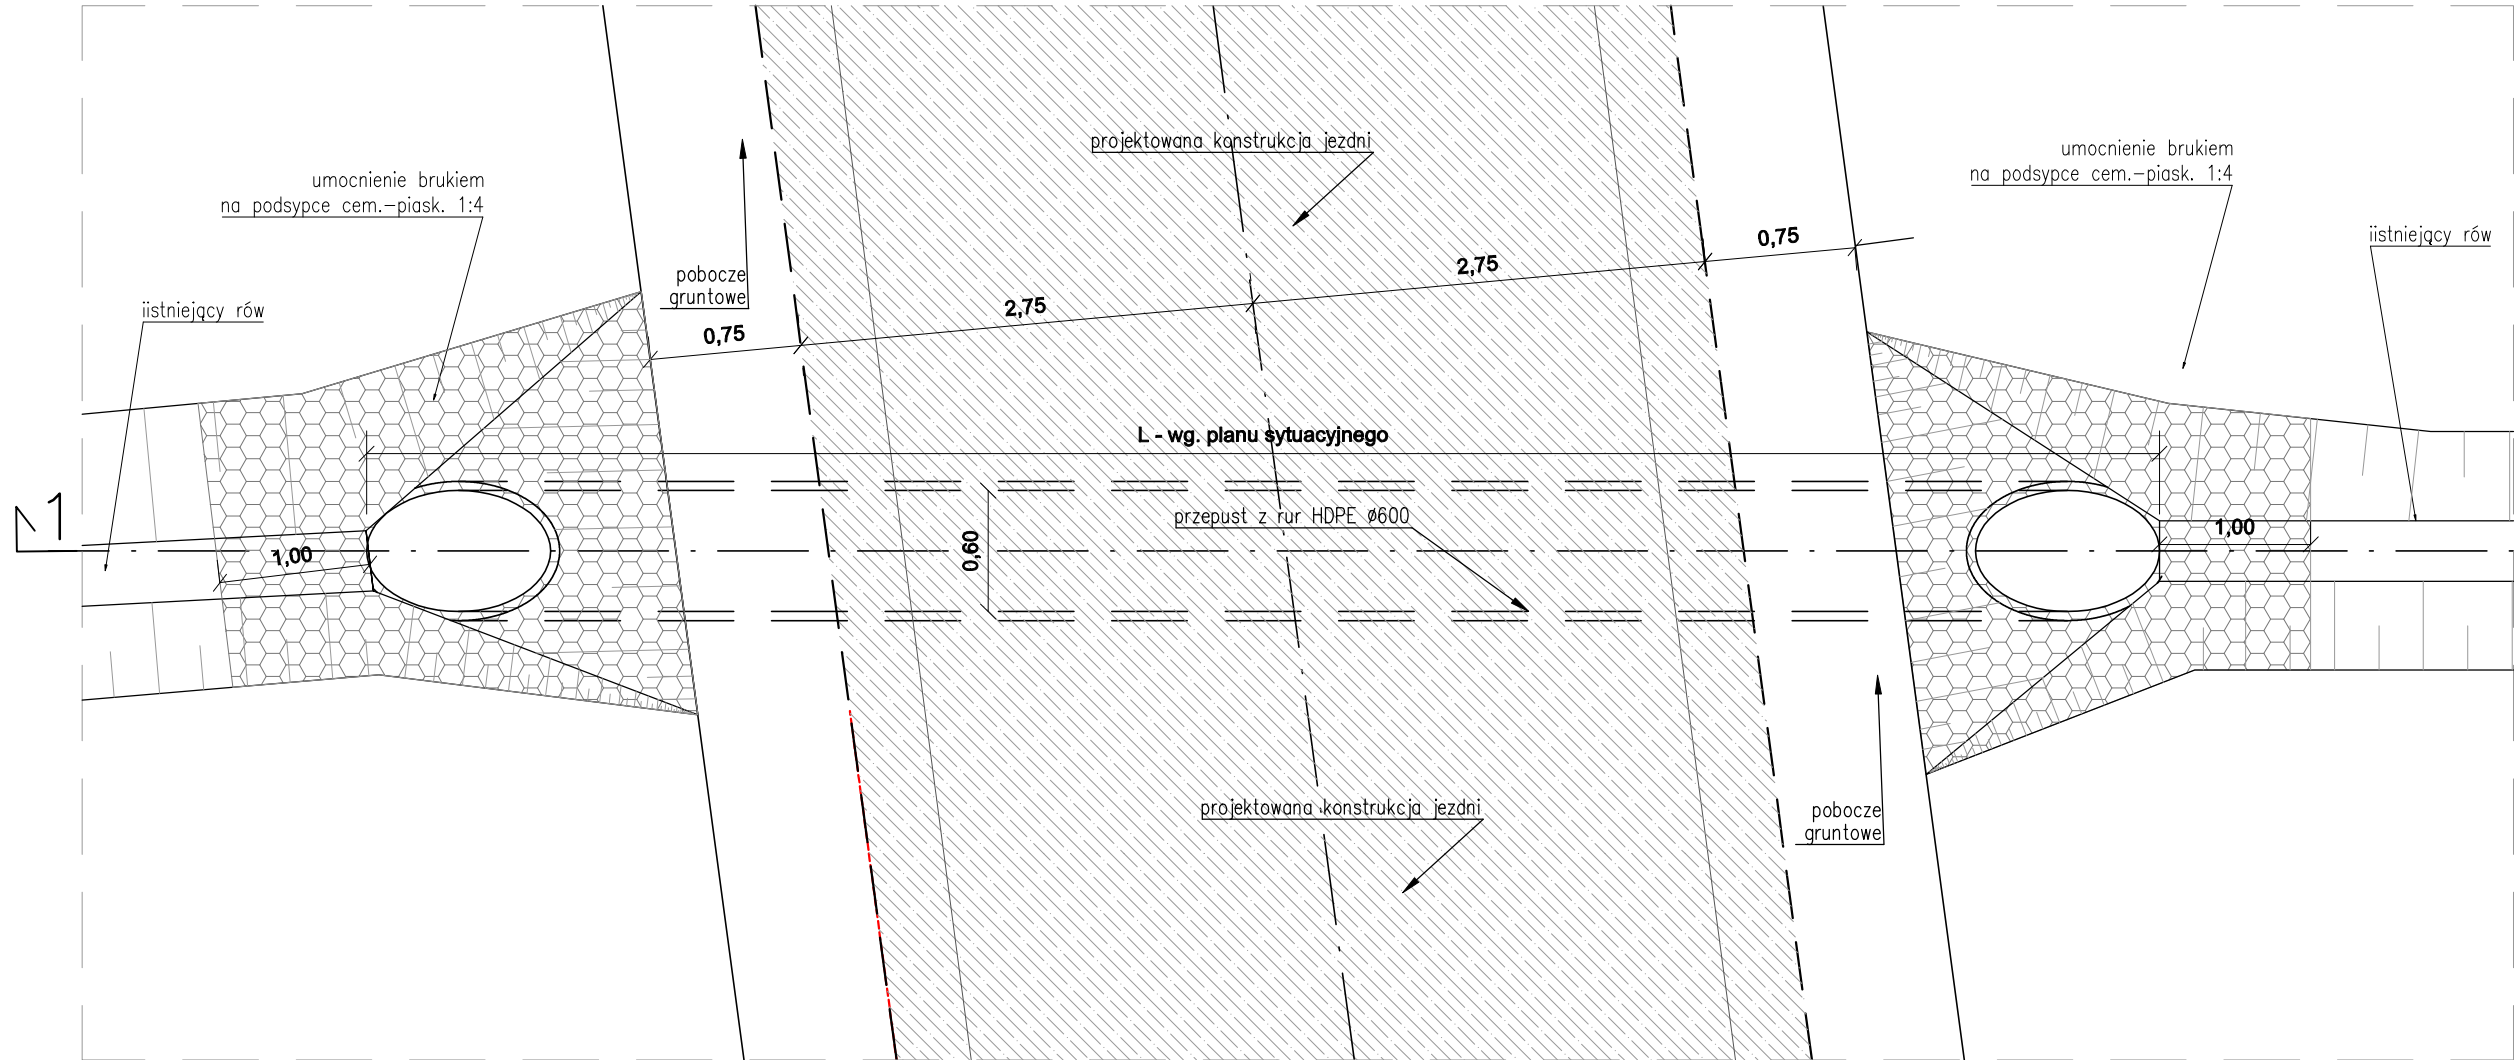 projektowana konstrukcja jezdni
umocnienie brukiem
na podsypce cem.-piask. 1:4
umocnienie brukiem
na podsypce cem.-piask. 1:4
iistniejący rów
iistniejący rów
pobocze
gruntowe
0,75
2,75
2,75
0,75
L - wg. planu sytuacyjnego
1
przepust z rur HDPE Ø600
0,60
1,00
1,00
projektowana konstrukcja jezdni
pobocze
gruntowe